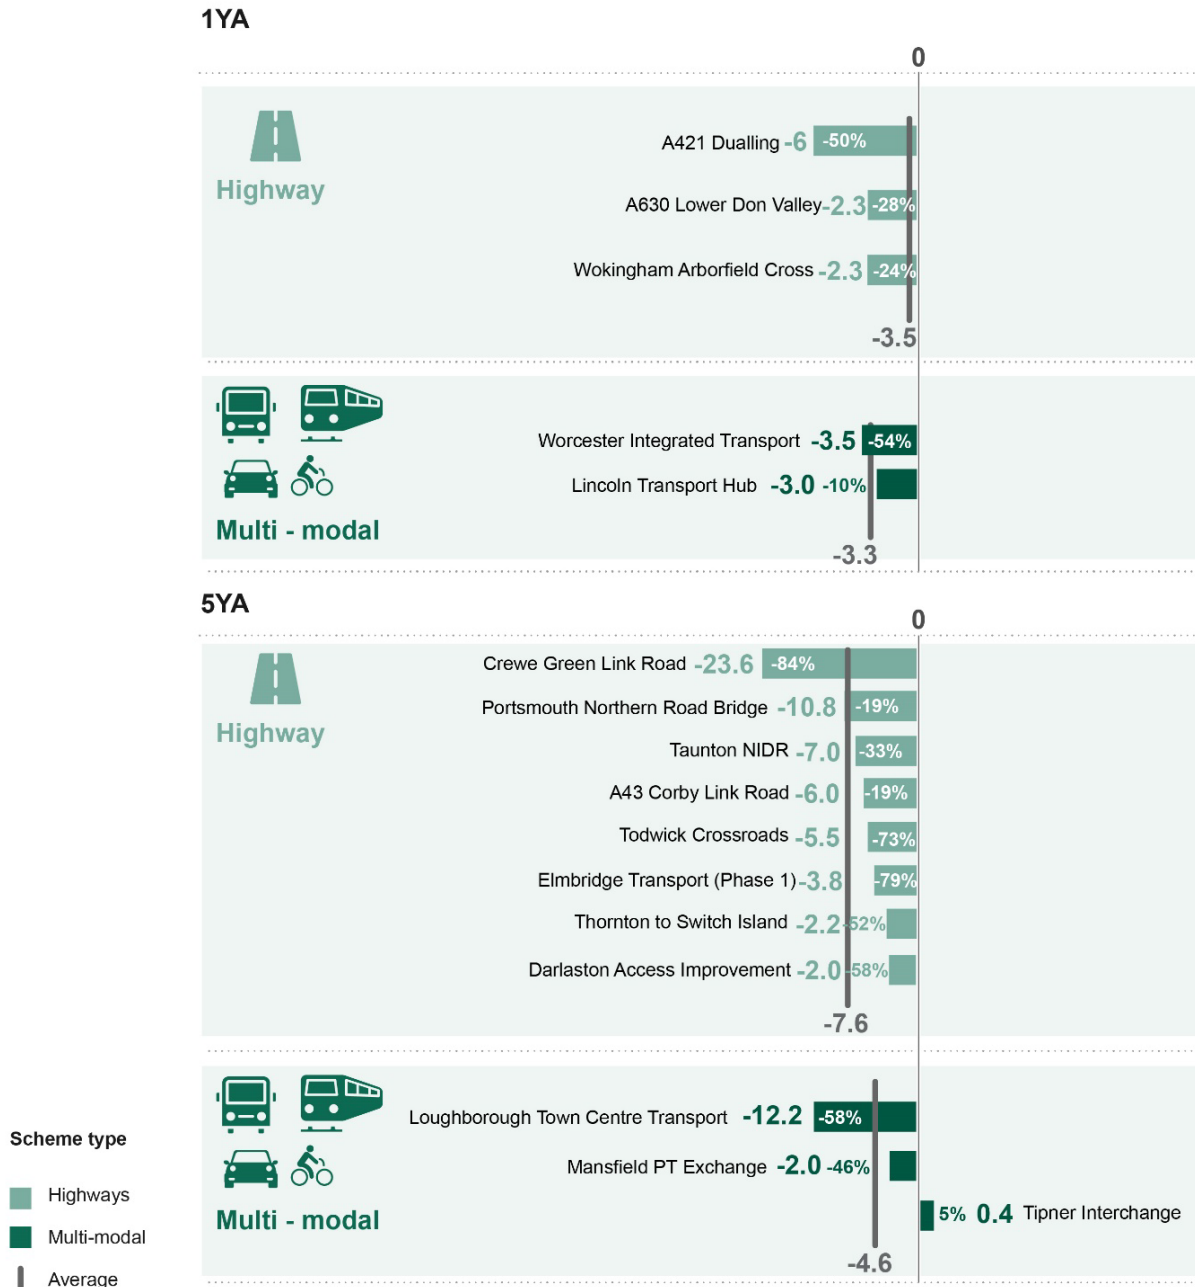 1YA
0
Highway
A421 Dualling -6 -50%
A630 Lower Don Valley -2.3 -28%
Wokingham Arborfield Cross -2.3 -24%
-3.5
Multi - modal
Worcester Integrated Transport -3.5 -54%
Lincoln Transport Hub -3.0 -10%
-3.3
5YA
0
Highway
Crewe Green Link Road -23.6 -84%
Portsmouth Northern Road Bridge -10.8 -19%
Taunton NIDR -7.0 -33%
A43 Corby Link Road -6.0 -19%
Todwick Crossroads -5.5 -73%
Elmbridge Transport (Phase 1) -3.8 -79%
Thornton to Switch Island -2.2 -52%
Darlaston Access Improvement -2.0 -58%
-7.6
Multi - modal
Loughborough Town Centre Transport -12.2 -58%
Mansfield PT Exchange -2.0 -46%
5% 0.4 Tipner Interchange
-4.6
Scheme type
Highways
Multi-modal
Average